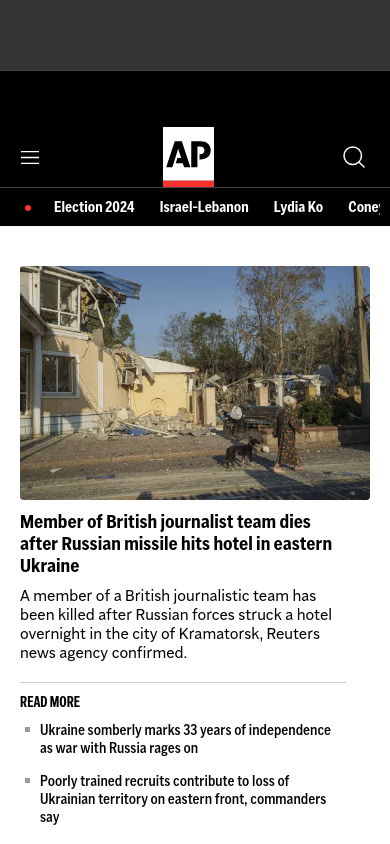 AP
Election 2024
Israel-Lebanon
Lydia Ko
Member of British journalist team dies
after Russian missile hits hotel in eastern
Ukraine
A member of a British journalistic team has
been killed after Russian forces struck a hotel
overnight in the city of Kramatorsk, Reuters
news agency confirmed.
READ MORE
Ukraine somberly marks 33 years of independence
as war with Russia rages on
Poorly trained recruits contribute to loss of
Ukrainian territory on eastern front, commanders
say